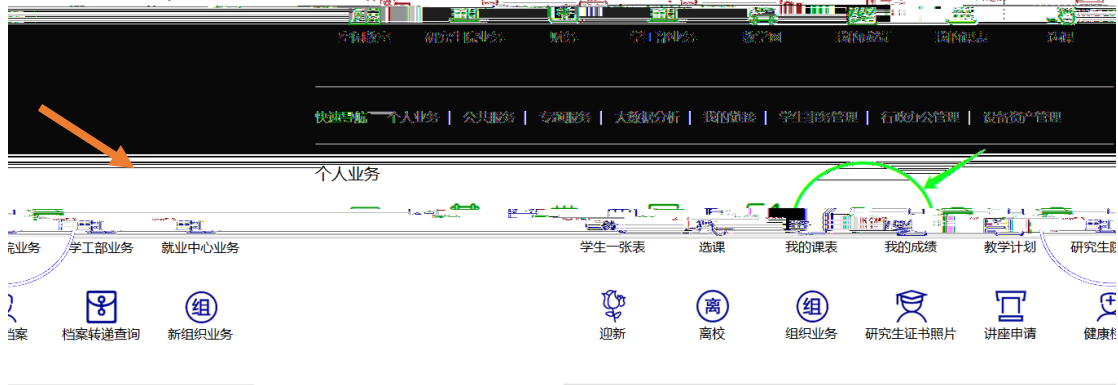 快速导航 个人业务 | 公共服务 | 专项服务 | 大数据分析 | 我的链接 | 学生事务管理 | 行政办公管理 | 设备资产管理
个人业务
院业务 学工部业务 就业中心业务 学生一张表 选课 我的课表 我的成绩 教学计划 研究生院
档案 档案转递查询 新组织业务 迎新 离校 组织业务 研究生证书照片 讲座申请 健康档
组 离 组